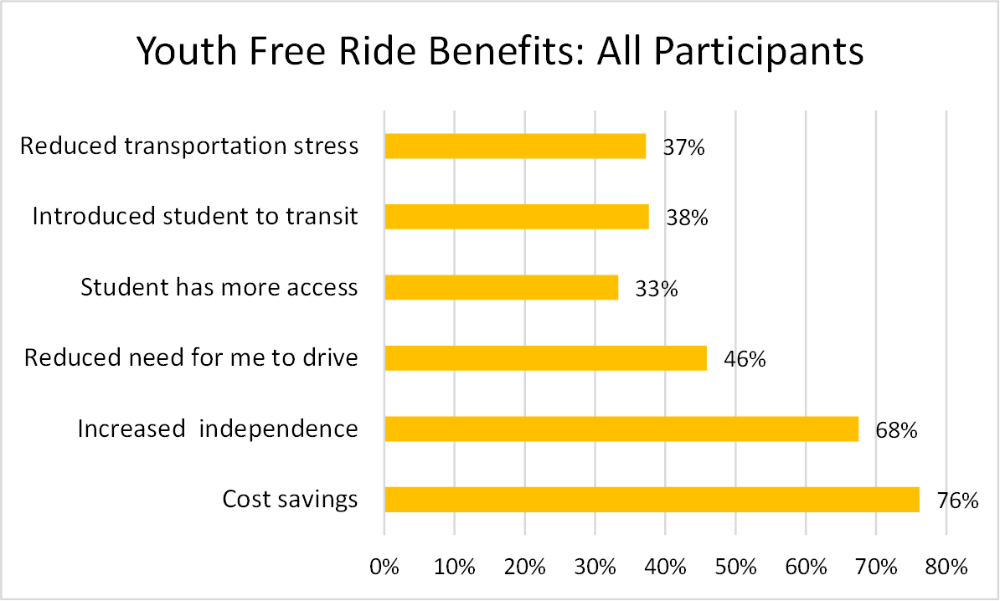 Youth Free Ride Benefits: All Participants
Reduced transportation stress 37%
Introduced student to transit 38%
Student has more access 33%
Reduced need for me to drive 46%
Increased  independence 68%
Cost savings 76%
0% 10% 20% 30% 40% 50% 60% 70% 80%